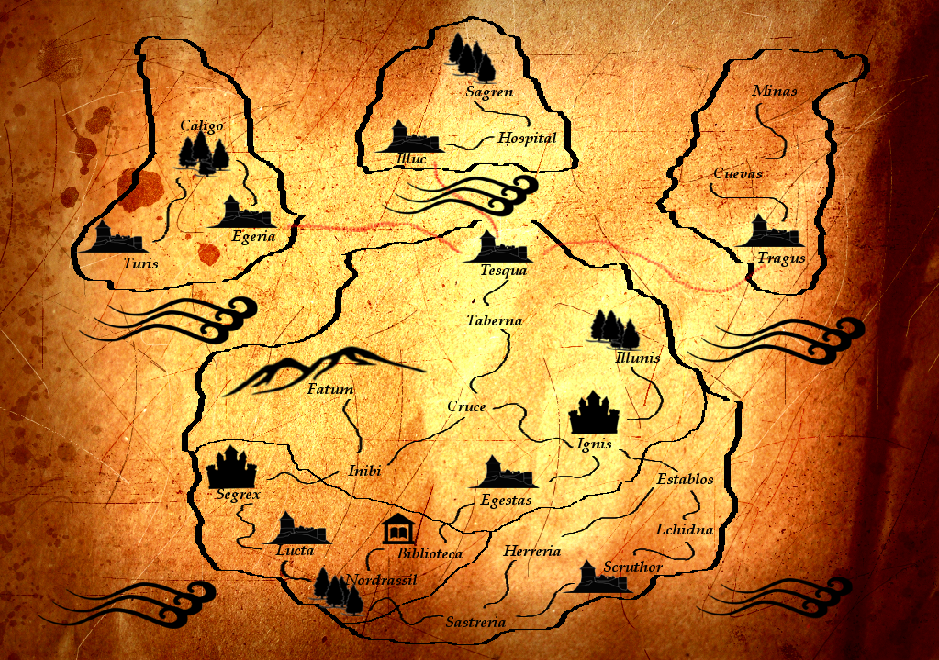 Sagren
Minas
Caligo
Hospital
Illuc
Cuevas
Egeria
Turis
Tesqua
Fragus
Taberna
Illunis
Fatum
Cruce
Ignis
Inibi
Establos
Segrex
Egestas
Echidna
Lucta
Biblioteca
Herreria
Scruthor
Nordrassil
Sastreria